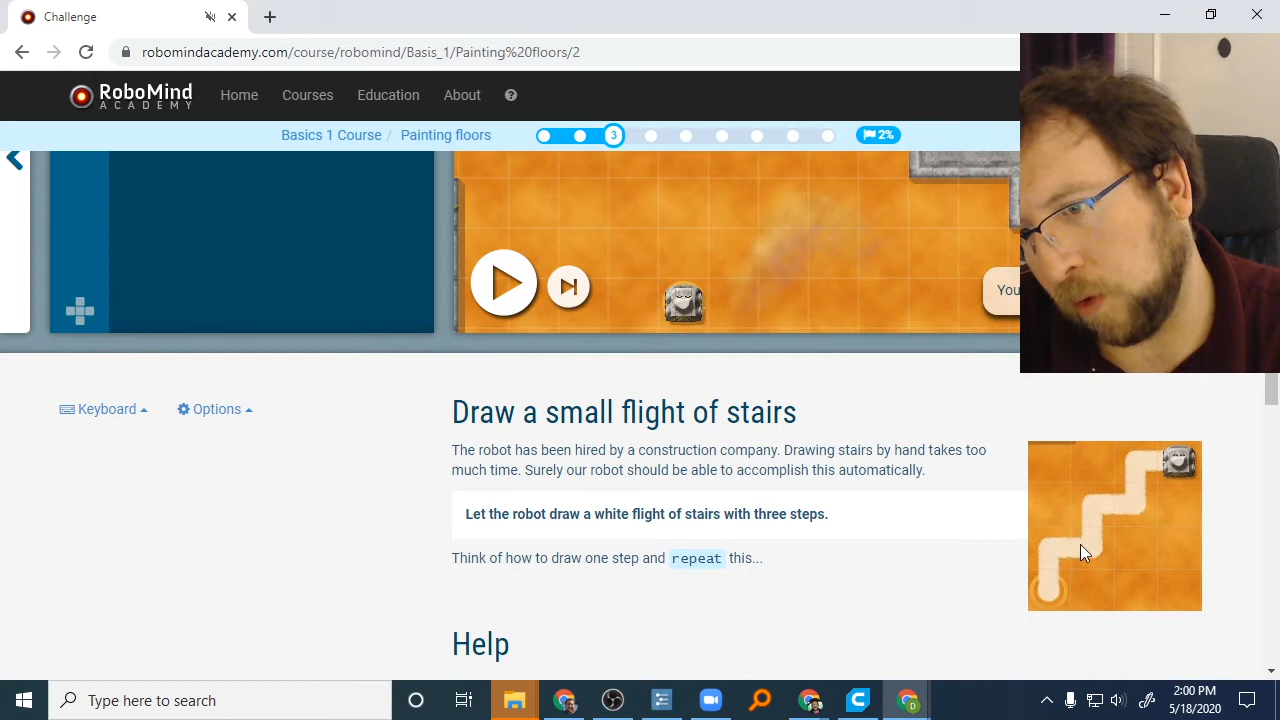 Challenge
robomindacademy.com/course/robomind/Basis_1/Painting%20floors/2
RoboMind
ACADEMY
Home Courses Education About
Basics 1 Course / Painting floors 3 2%
You
Keyboard Options
Draw a small flight of stairs
The robot has been hired by a construction company. Drawing stairs by hand takes too
much time. Surely our robot should be able to accomplish this automatically.
Let the robot draw a white flight of stairs with three steps.
Think of how to draw one step and repeat this...
Help
Type here to search
2:00 PM
5/18/2020